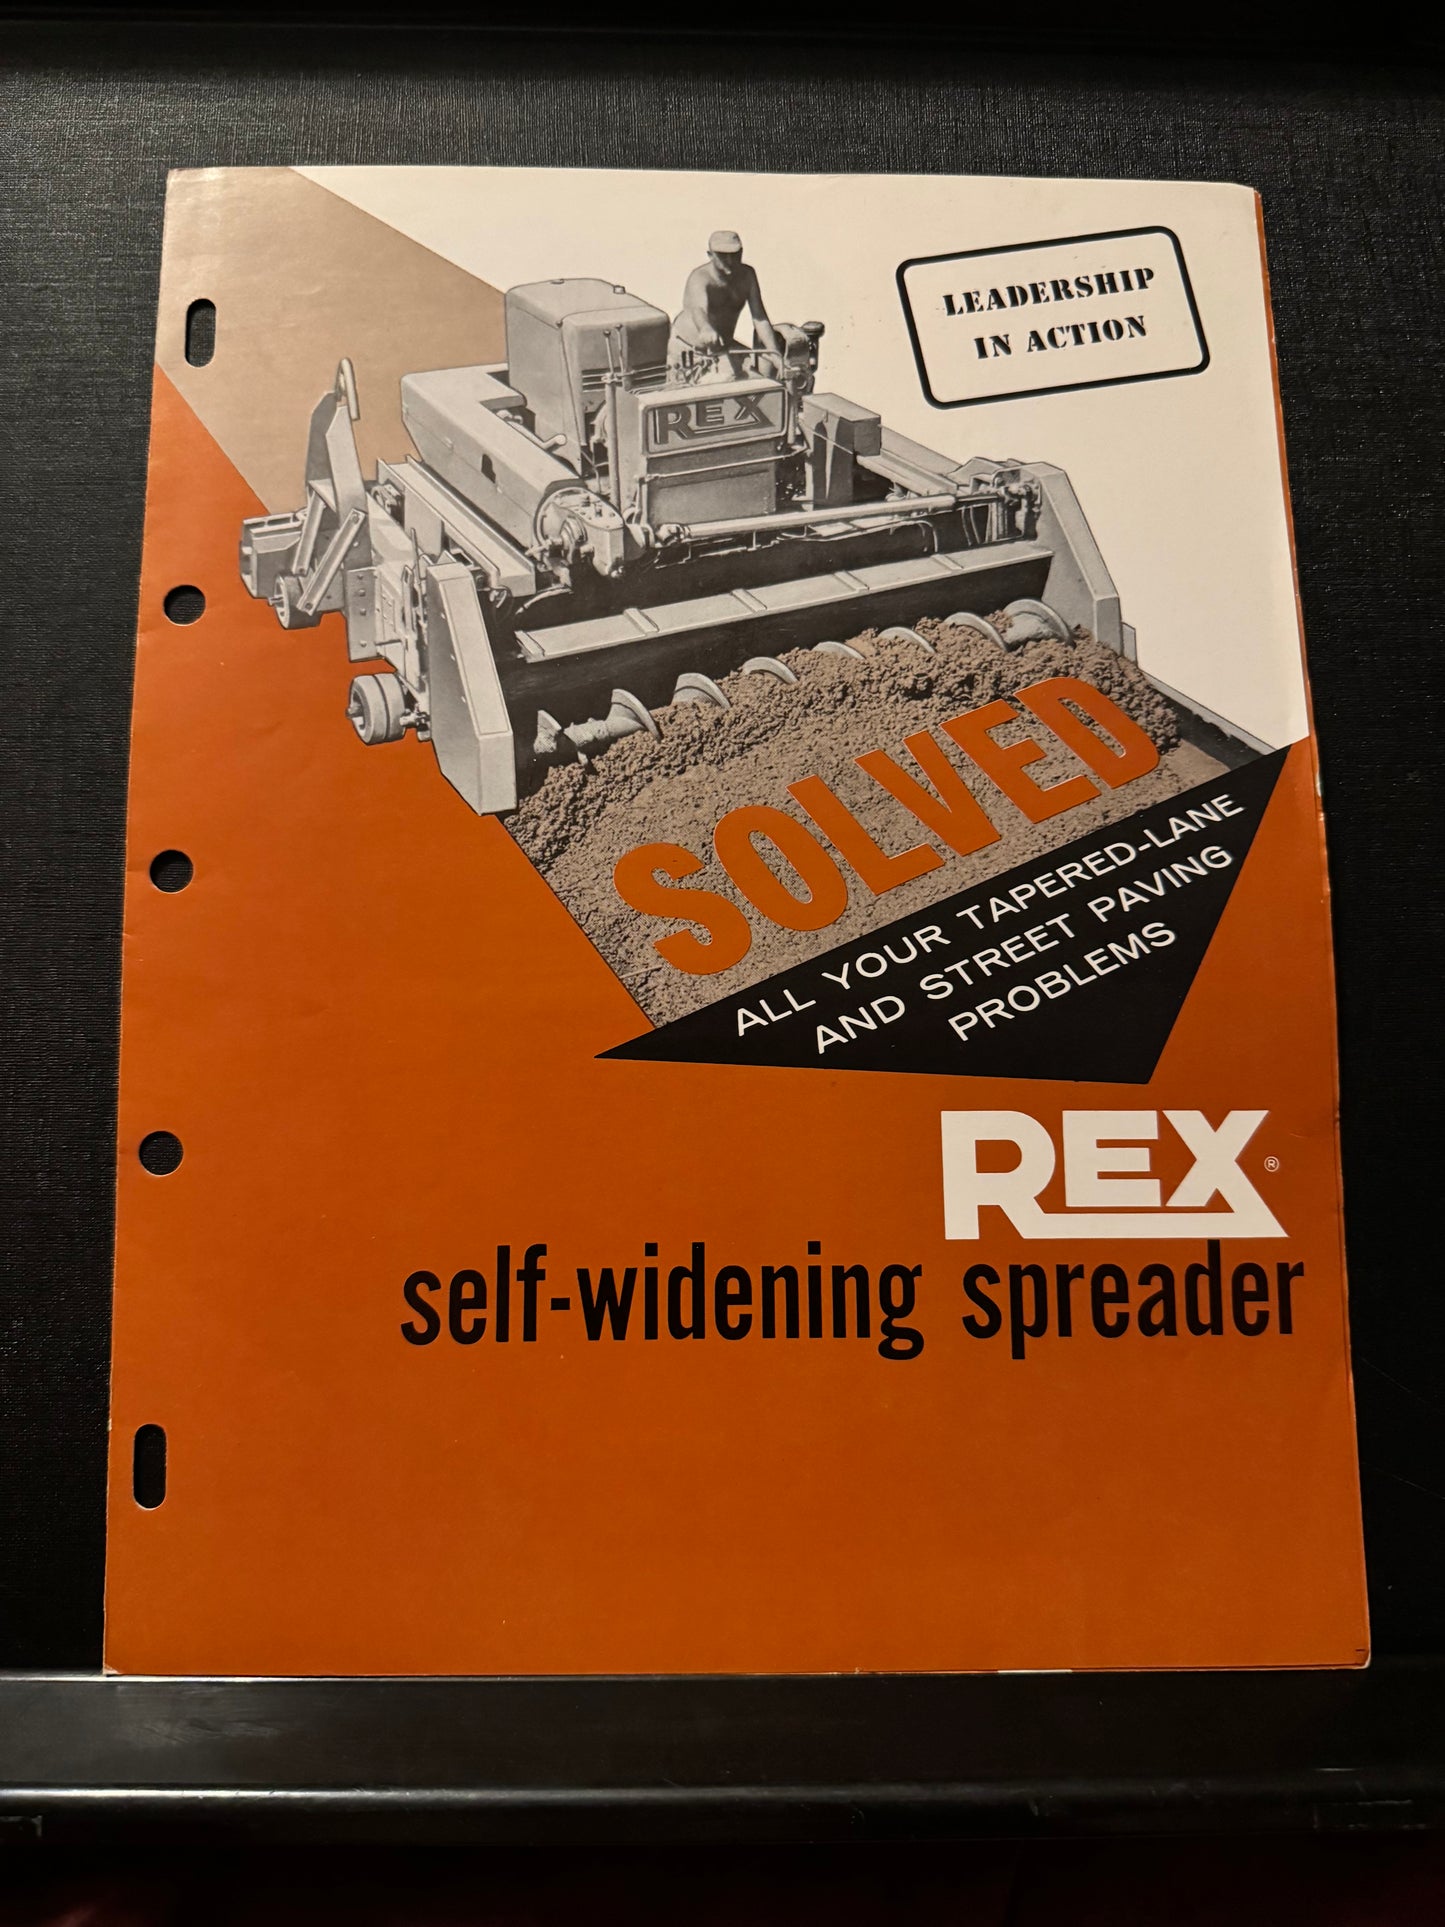 LEADERSHIP
IN ACTION
REX
SOLVED
ALL YOUR TAPERED-LANE
AND STREET PAVING
PROBLEMS
REX®
self-widening spreader